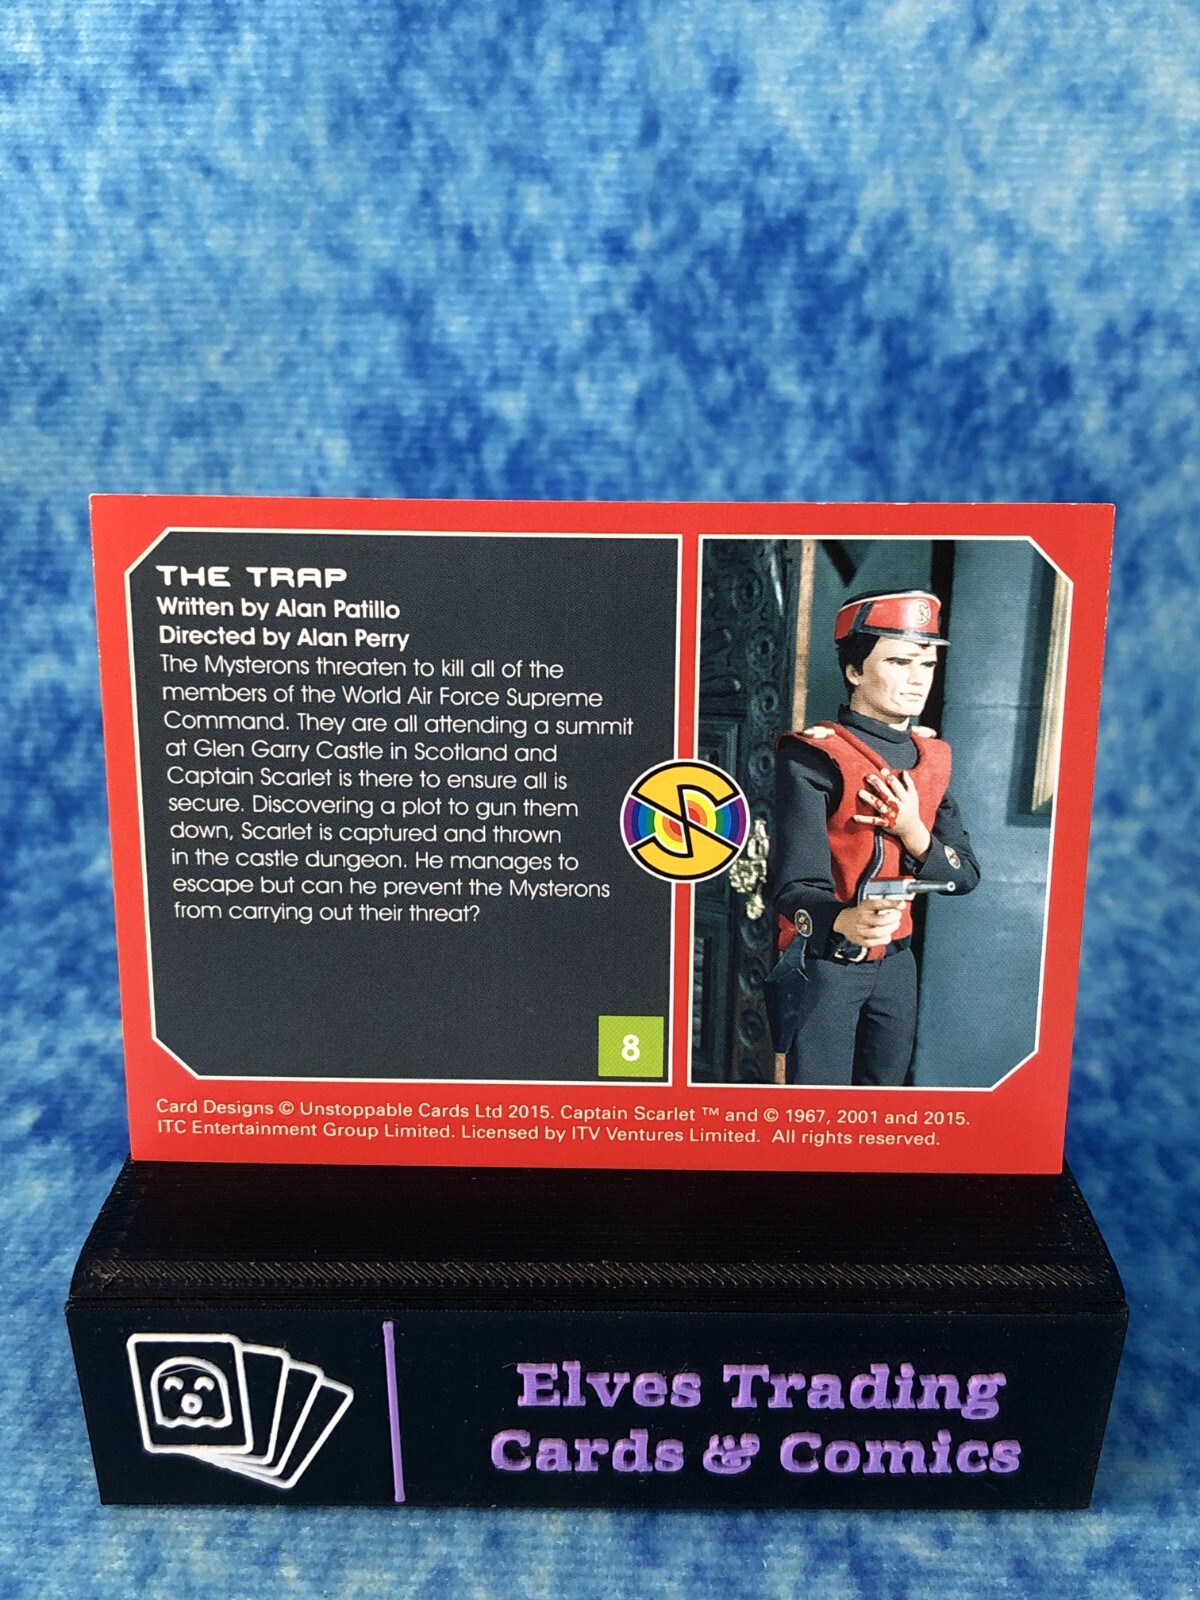 THE TRAP
Written by Alan Patillo
Directed by Alan Perry
The Mysterons threaten to kill all of the
members of the World Air Force Supreme
Command. They are all attending a summit
at Glen Garry Castle in Scotland and
Captain Scarlet is there to ensure all is
secure. Discovering a plot to gun them
down, Scarlet is captured and thrown
in the castle dungeon. He manages to
escape but can he prevent the Mysterons
from carrying out their threat?
8
Card Designs © Unstoppable Cards Ltd 2015. Captain Scarlet ™ and © 1967, 2001 and 2015.
ITC Entertainment Group Limited. Licensed by ITV Ventures Limited. All rights reserved.
Elves Trading
Cards & Comics